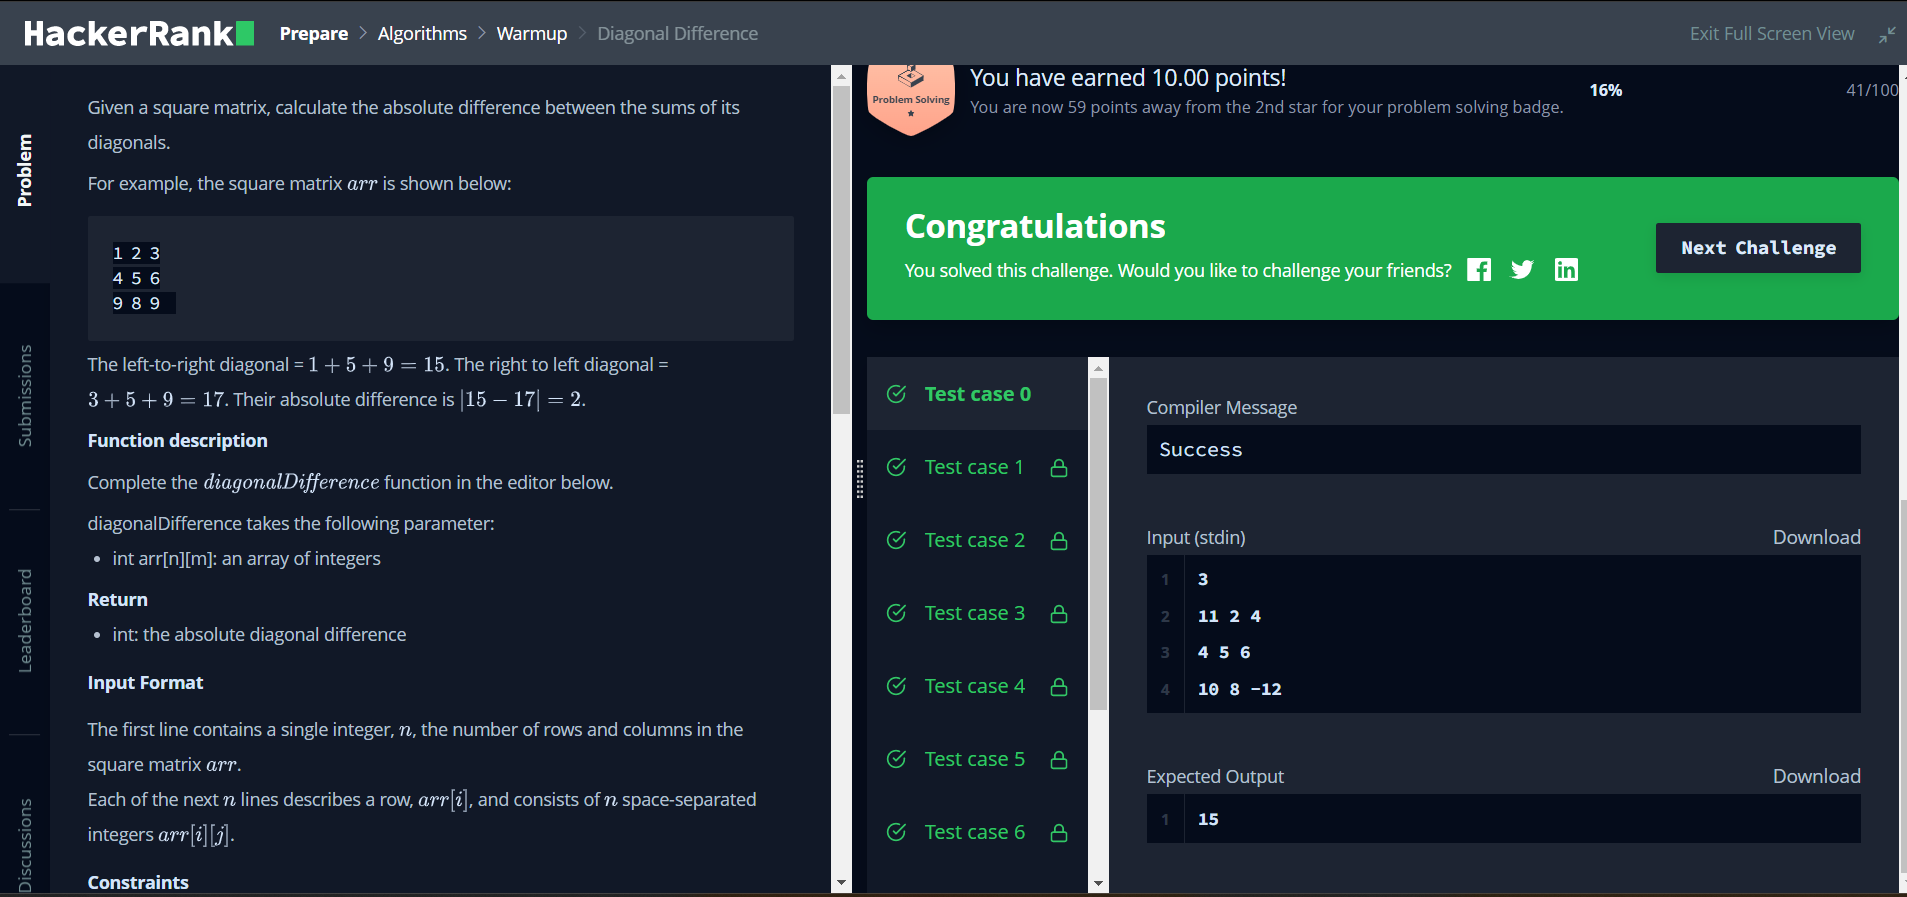 HackerRank
Prepare > Algorithms > Warmup > Diagonal Difference
Exit Full Screen View
Problem
Submissions
Leaderboard
Discussions
Given a square matrix, calculate the absolute difference between the sums of its
diagonals.
For example, the square matrix arr is shown below:
1 2 3
4 5 6
9 8 9
The left-to-right diagonal = 1 + 5 + 9 = 15. The right to left diagonal =
3 + 5 + 9 = 17. Their absolute difference is |15 − 17| = 2.
Function description
Complete the diagonalDifference function in the editor below.
diagonalDifference takes the following parameter:
• int arr[n][m]: an array of integers
Return
• int: the absolute diagonal difference
Input Format
The first line contains a single integer, n, the number of rows and columns in the
square matrix arr.
Each of the next n lines describes a row, arr[i], and consists of n space-separated
integers arr[i][j].
Constraints
Problem Solving
You have earned 10.00 points!
You are now 59 points away from the 2nd star for your problem solving badge.
16%
41/100
Congratulations
You solved this challenge. Would you like to challenge your friends?
Next Challenge
Test case 0
Test case 1
Test case 2
Test case 3
Test case 4
Test case 5
Test case 6
Compiler Message
Success
Input (stdin)
Download
1 3
2 11 2 4
3 4 5 6
4 10 8 -12
Expected Output
Download
1 15